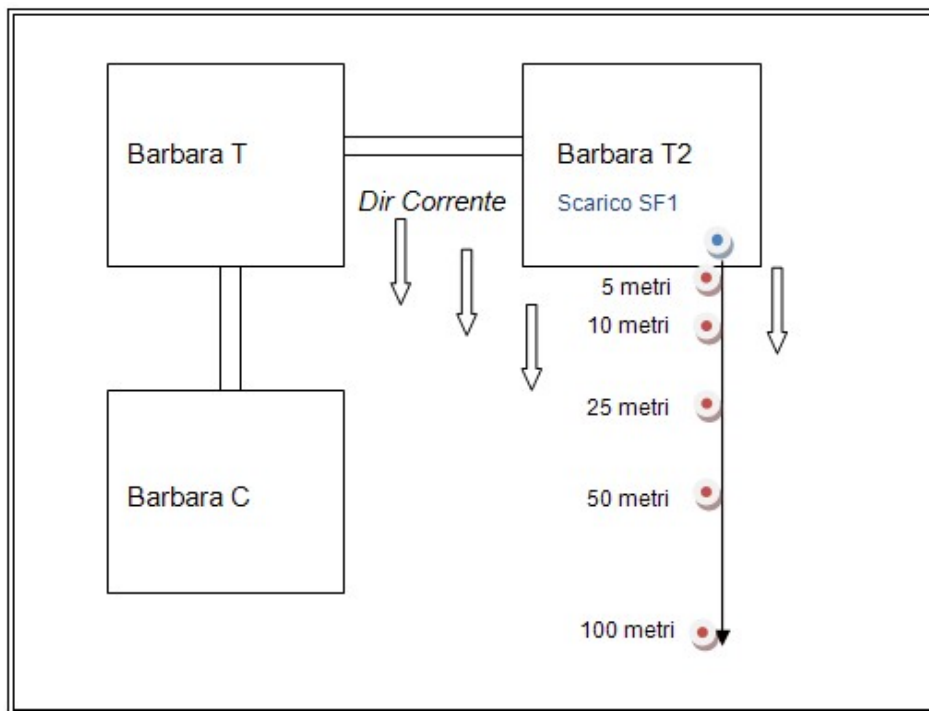 Barbara T
Barbara T2
Dir Corrente
Scarico SF1
5 metri
10 metri
25 metri
Barbara C
50 metri
100 metri